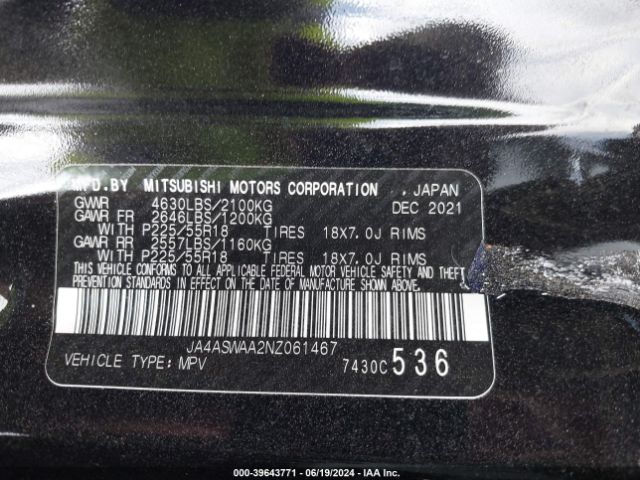 MFD.BY MITSUBISHI MOTORS CORPORATION , JAPAN
GVWR 4630LBS/2100KG DEC 2021
GAWR FR 2646LBS/1200KG
WITH P225/55R18 TIRES 18X7.0J RIMS
GAWR RR 2557LBS/1160KG
WITH P225/55R18 TIRES 18X7.0J RIMS
THIS VEHICLE CONFORMS TO ALL APPLICABLE FEDERAL MOTOR VEHICLE SAFETY AND THEFT
PREVENTION STANDARDS IN EFFECT ON THE DATE OF MANUFACTURE SHOWN ABOVE.
JA4ASWAA2NZ061467
VEHICLE TYPE: MPV 7430C 536
000-39643771 - 06/19/2024 - IAA Inc.